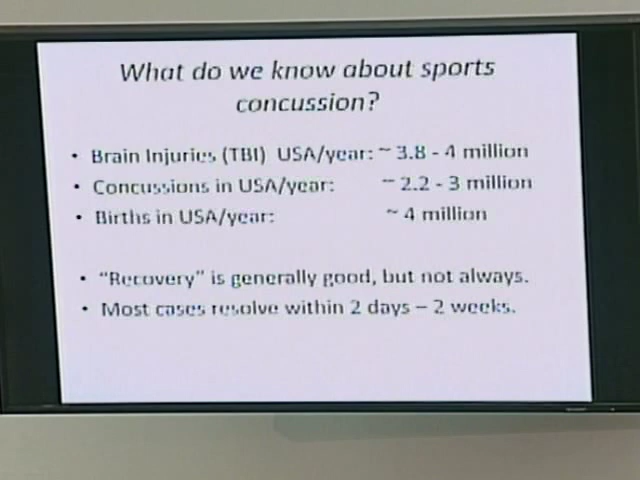 What do we know about sports
concussion?
• Brain Injuries (TBI) USA/year: ~ 3.8 - 4 million
• Concussions in USA/year: ~ 2.2 - 3 million
• Births in USA/year: ~ 4 million
• “Recovery” is generally good, but not always.
• Most cases resolve within 2 days – 2 weeks.